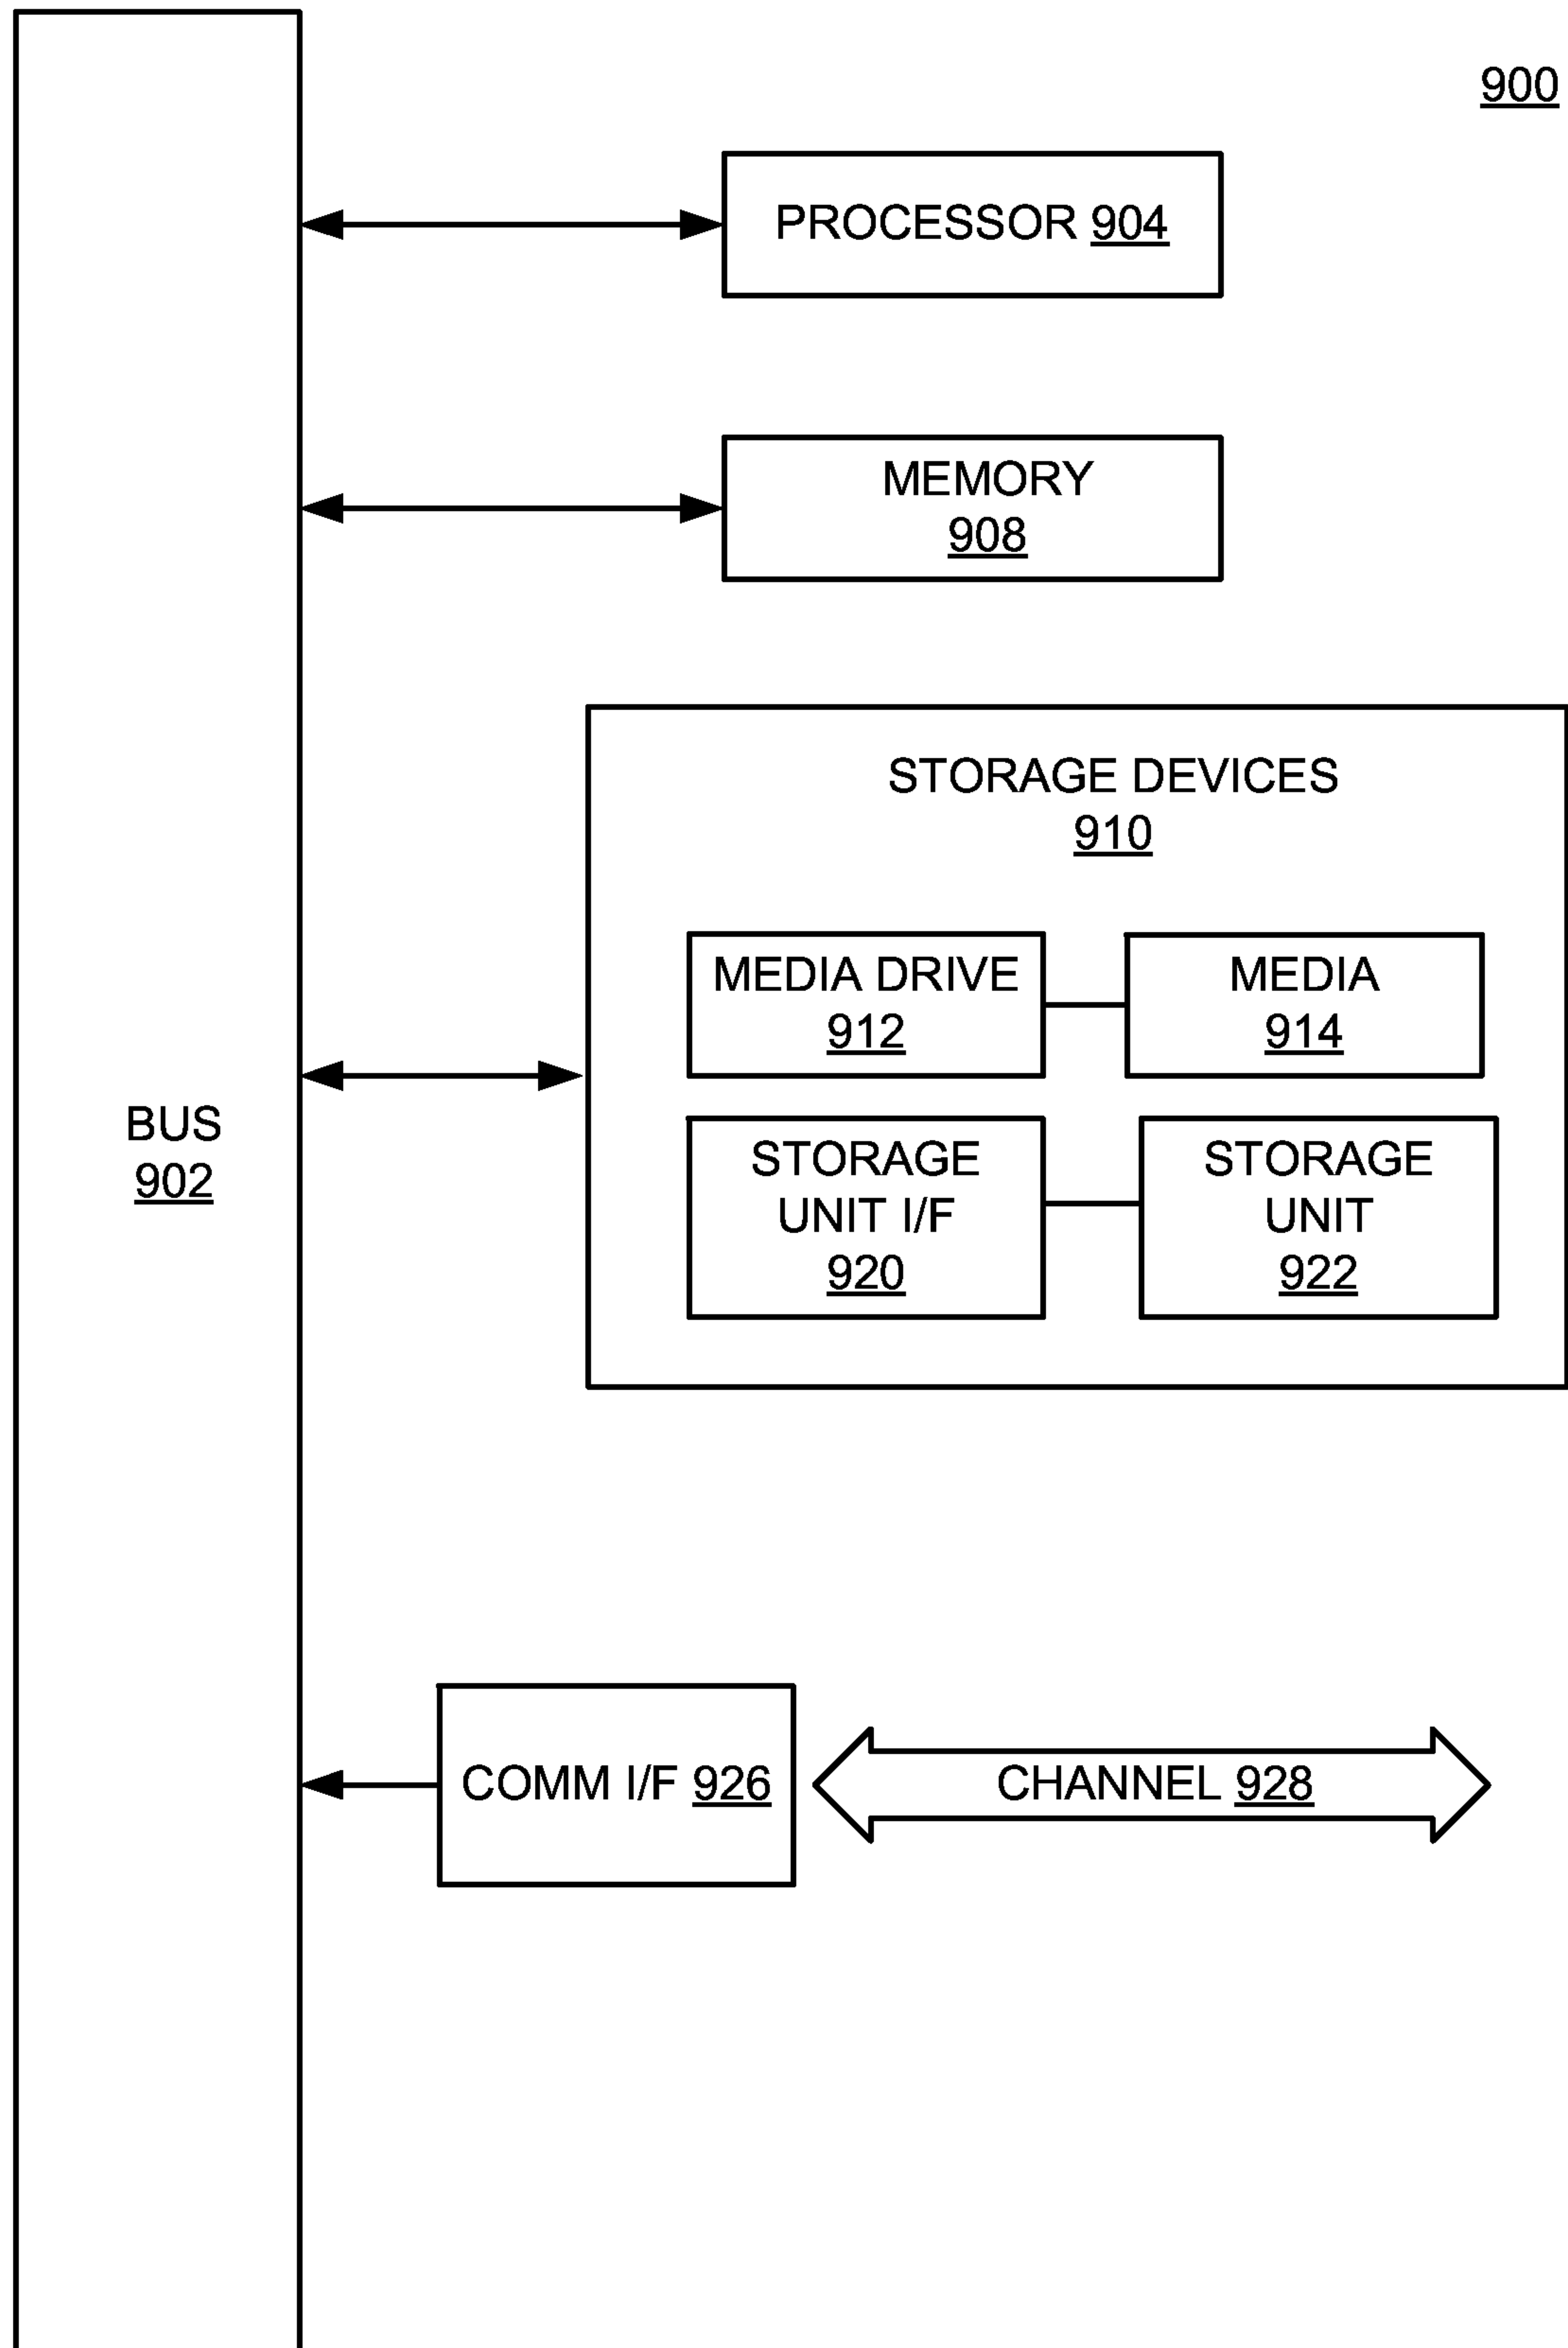 900
PROCESSOR 904
MEMORY
908
STORAGE DEVICES
910
MEDIA DRIVE
912
MEDIA
914
BUS
902
STORAGE
UNIT I/F
920
STORAGE
UNIT
922
COMM I/F 926
CHANNEL 928